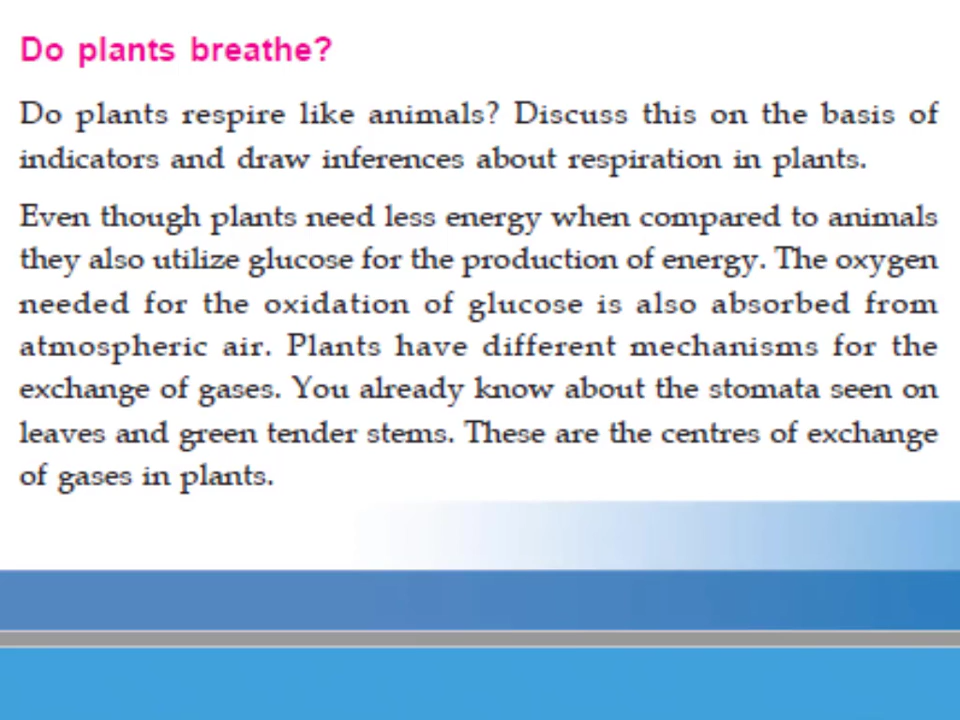 Do plants breathe?
Do plants respire like animals? Discuss this on the basis of
indicators and draw inferences about respiration in plants.
Even though plants need less energy when compared to animals
they also utilize glucose for the production of energy. The oxygen
needed for the oxidation of glucose is also absorbed from
atmospheric air. Plants have different mechanisms for the
exchange of gases. You already know about the stomata seen on
leaves and green tender stems. These are the centres of exchange
of gases in plants.